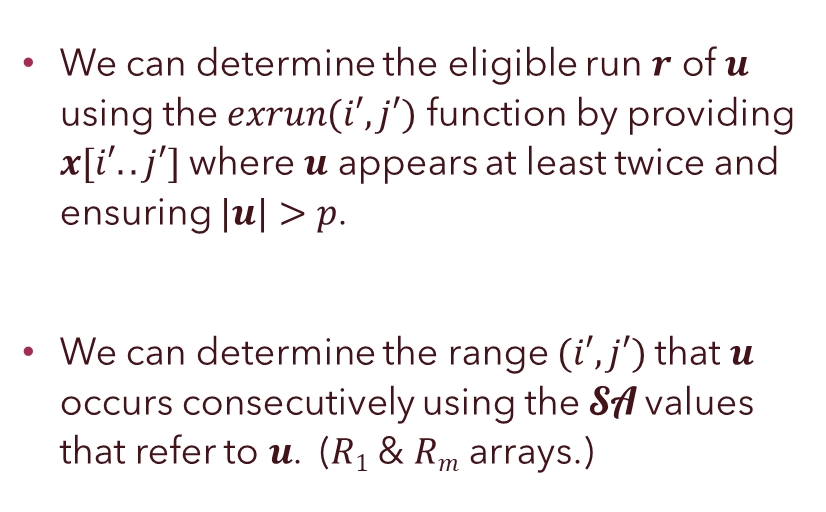 • We can determine the eligible run r of u
using the exrun(i′, j′) function by providing
x[i′. . j′] where u appears at least twice and
ensuring |u| > p.
• We can determine the range (i′, j′) that u
occurs consecutively using the 𝓢𝓐 values
that refer to u. (R₁ & Rₘ arrays.)